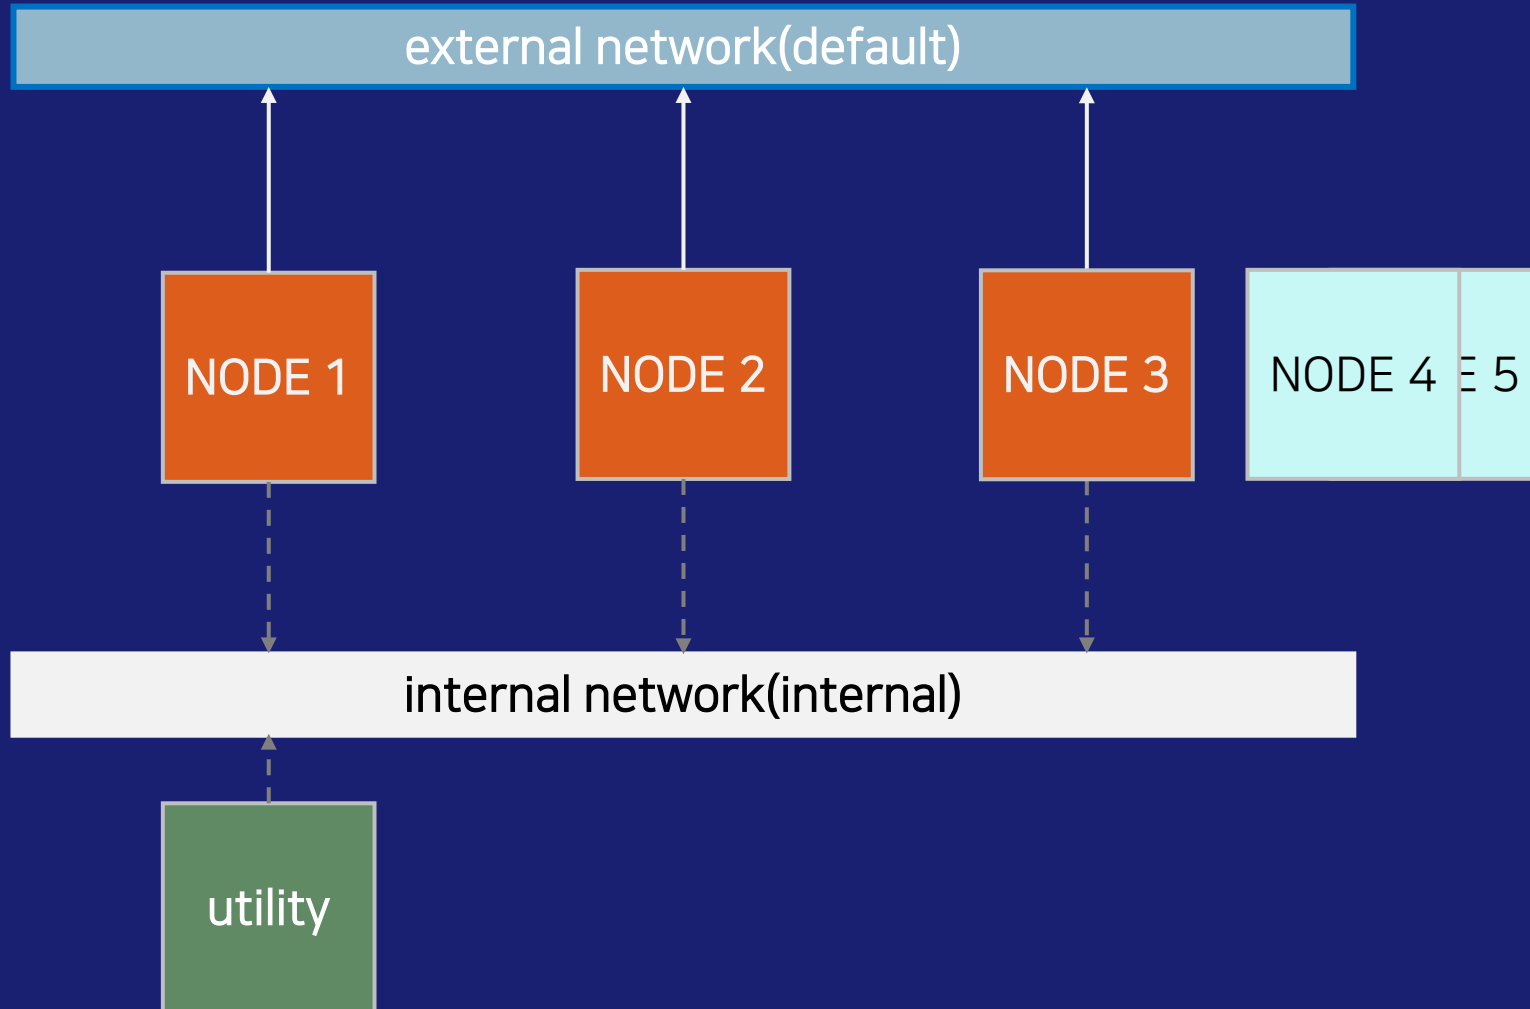 external network(default)
NODE 1
NODE 2
NODE 3
NODE 4
E 5
internal network(internal)
utility